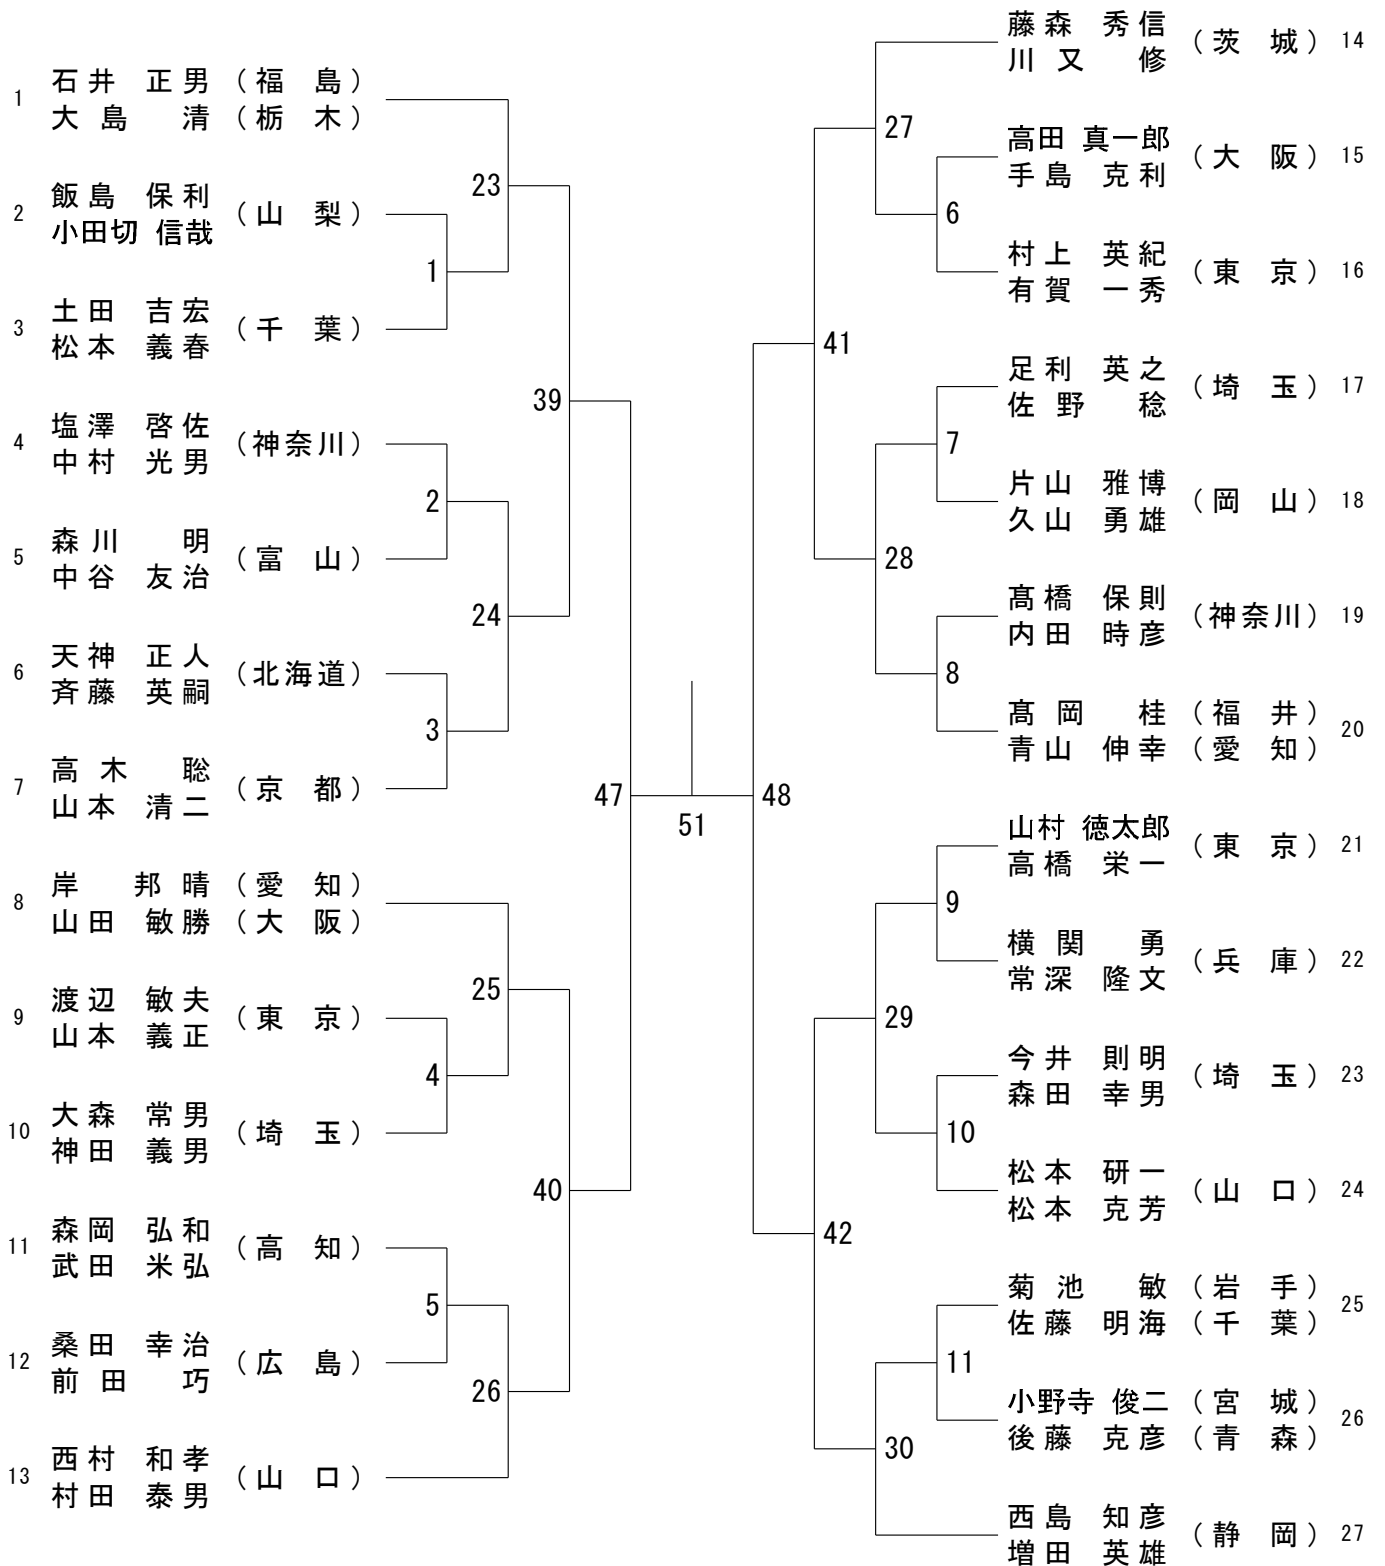 1 石井 正男 (福 島)
大島 清 (栃 木)
2 飯島 保利 (山 梨)
小田切 信哉
3 土田 吉宏 (千 葉)
松本 義春
4 塩澤 啓佐 (神奈川)
中村 光男
5 森川 明 (富 山)
中谷 友治
6 天神 正人 (北海道)
斉藤 英嗣
7 高木 聡 (京 都)
山本 清二
8 岸 邦晴 (愛 知)
山田 敏勝 (大 阪)
9 渡辺 敏夫 (東 京)
山本 義正
10 大森 常男 (埼 玉)
神田 義男
11 森岡 弘和 (高 知)
武田 米弘
12 桑田 幸治 (広 島)
前田 巧
13 西村 和孝 (山 口)
村田 泰男
1
2
3
4
5
23
24
25
26
39
40
47
51
48
41
42
27
28
29
30
6
7
8
9
10
11
藤森 秀信 (茨 城) 14
川又 修
高田 真一郎 (大 阪) 15
手島 克利
村上 英紀 (東 京) 16
有賀 一秀
足利 英之 (埼 玉) 17
佐野 稔
片山 雅博 (岡 山) 18
久山 勇雄
髙橋 保則 (神奈川) 19
内田 時彦
髙岡 桂 (福 井) 20
青山 伸幸 (愛 知)
山村 徳太郎 (東 京) 21
高橋 栄一
横関 勇 (兵 庫) 22
常深 隆文
今井 則明 (埼 玉) 23
森田 幸男
松本 研一 (山 口) 24
松本 克芳
菊池 敏 (岩 手) 25
佐藤 明海 (千 葉)
小野寺 俊二 (宮 城) 26
後藤 克彦 (青 森)
西島 知彦 (静 岡) 27
増田 英雄